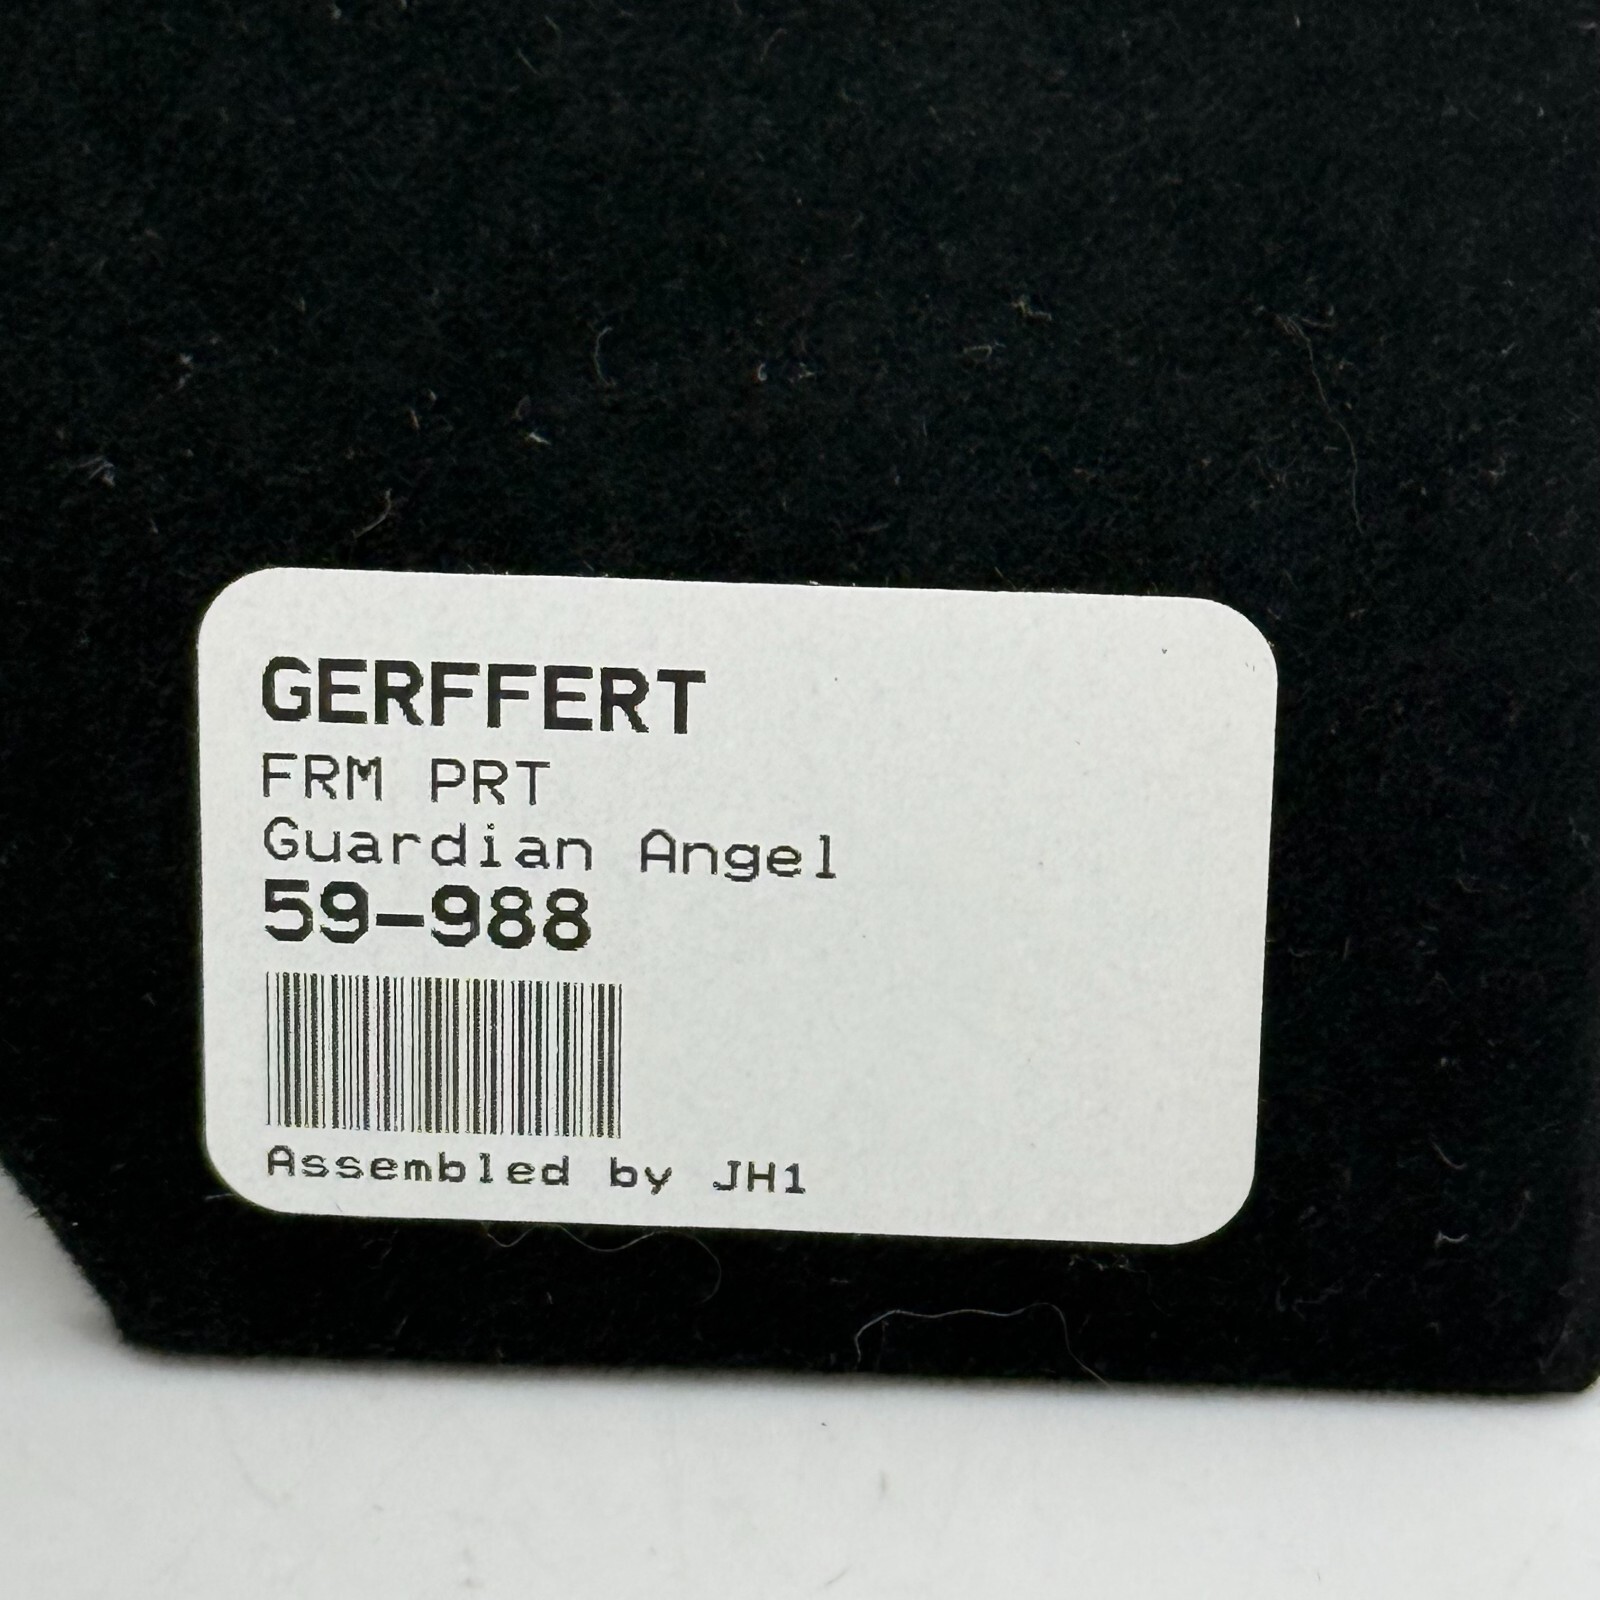 GERFFERT
FRM PRT
Guardian Angel
59-988
Assembled by JH1